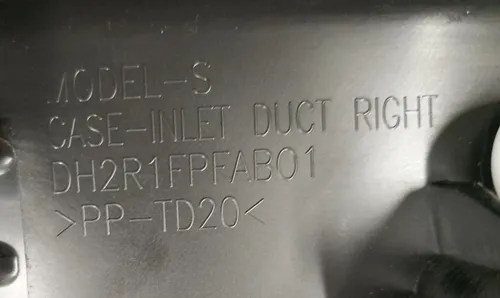 MODEL-S
CASE-INLET DUCT RIGHT
DH2R1FPFAB01
>PP-TD20<